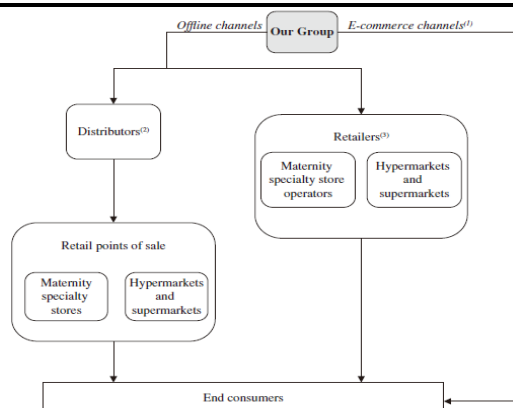 Offline channels
Our Group
E-commerce channels(1)
Distributors(2)
Retailers(3)
Maternity
specialty store
operators
Hypermarkets
and
supermarkets
Retail points of sale
Maternity
specialty
stores
Hypermarkets
and
supermarkets
End consumers